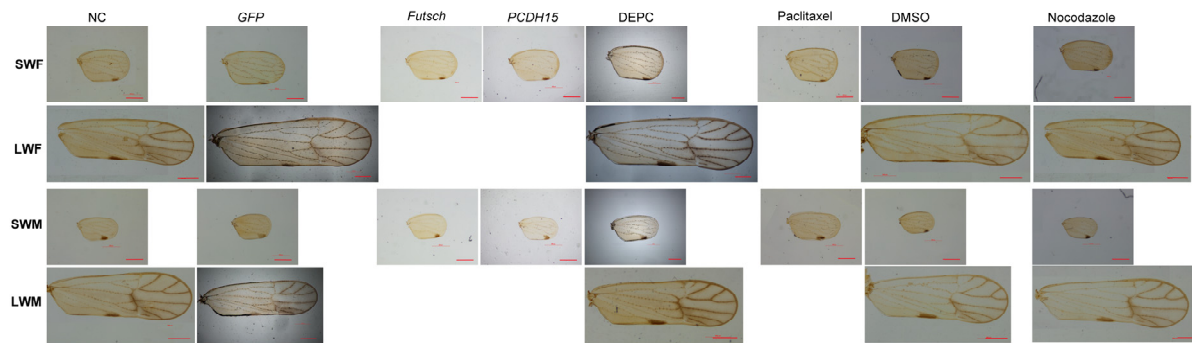 NC GFP Futsch PCDH15 DEPC Paclitaxel DMSO Nocodazole
SWF
LWF
SWM
LWM